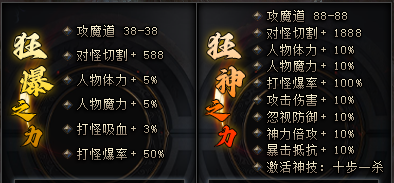 狂爆之力
攻魔道 38-38
对怪切割 + 588
人物体力 + 5%
人物魔力 + 5%
打怪吸血 + 3%
打怪爆率 + 50%
狂神之力
攻魔道 88-88
对怪切割 + 1888
人物体力 + 10%
人物魔力 + 10%
打怪爆率 + 100%
攻击伤害 + 10%
忽视防御 + 10%
神力倍攻 + 10%
暴击抵抗 + 10%
激活神技：十步一杀